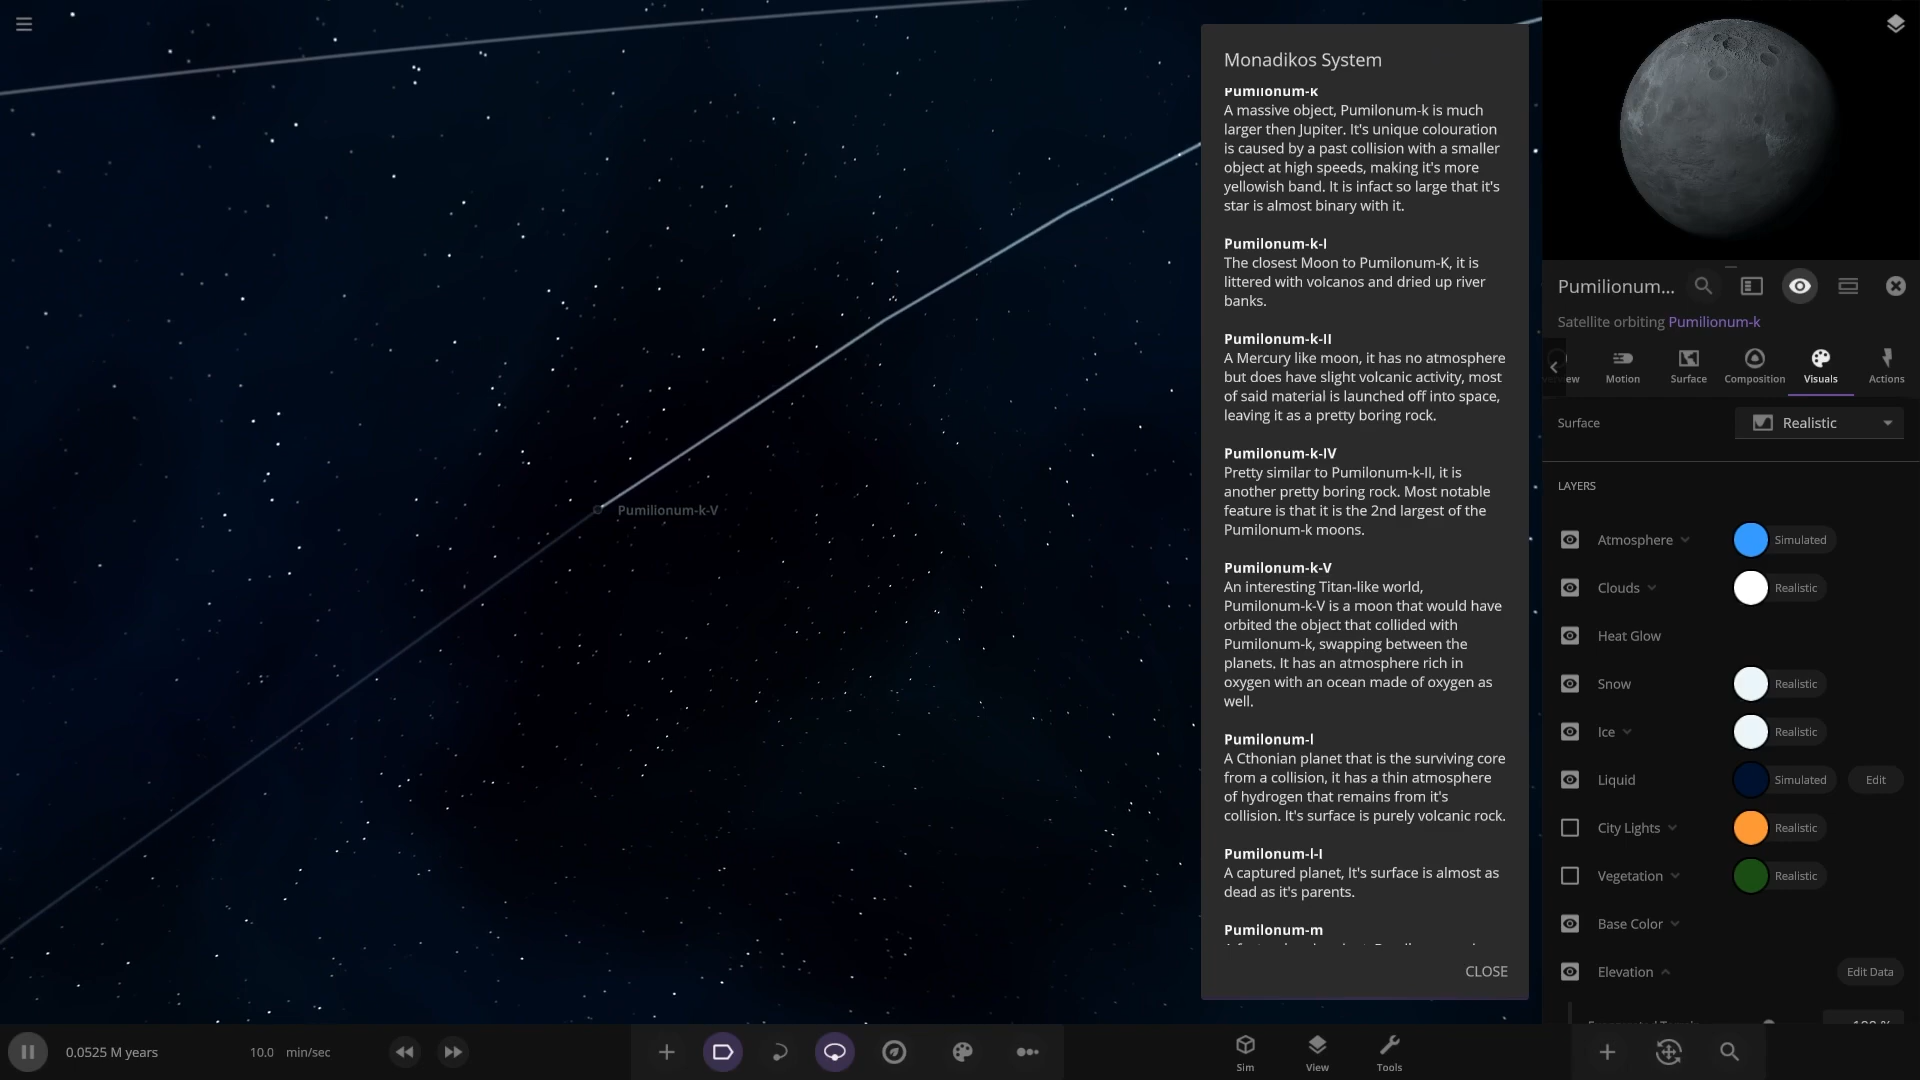 Monadikos System
Pumilonum-k
A massive object, Pumilonum-k is much
larger then Jupiter. It's unique colouration
is caused by a past collision with a smaller
object at high speeds, making it's more
yellowish band. It is infact so large that it's
star is almost binary with it.
Pumilonum-k-I
The closest Moon to Pumilonum-K, it is
littered with volcanos and dried up river
banks.
Pumilonum-k-II
A Mercury like moon, it has no atmosphere
but does have slight volcanic activity, most
of said material is launched off into space,
leaving it as a pretty boring rock.
Pumilonum-k-IV
Pretty similar to Pumilonum-k-II, it is
another pretty boring rock. Most notable
feature is that it is the 2nd largest of the
Pumilonum-k moons.
Pumilonum-k-V
An interesting Titan-like world,
Pumilonum-k-V is a moon that would have
orbited the object that collided with
Pumilonum-k, swapping between the
planets. It has an atmosphere rich in
oxygen with an ocean made of oxygen as
well.
Pumilonum-l
A Cthonian planet that is the surviving core
from a collision, it has a thin atmosphere
of hydrogen that remains from it's
collision. It's surface is purely volcanic rock.
Pumilonum-l-I
A captured planet, It's surface is almost as
dead as it's parents.
Pumilonum-m
CLOSE
Pumilionum-k-V
Pumilionum...
Satellite orbiting Pumilionum-k
Motion
Surface
Composition
Visuals
Actions
Surface
Realistic
LAYERS
Atmosphere
Simulated
Clouds
Realistic
Heat Glow
Snow
Realistic
Ice
Realistic
Liquid
Simulated
Edit
City Lights
Realistic
Vegetation
Realistic
Base Color
Elevation
Edit Data
0.0525 M years
10.0 min/sec
Sim
View
Tools